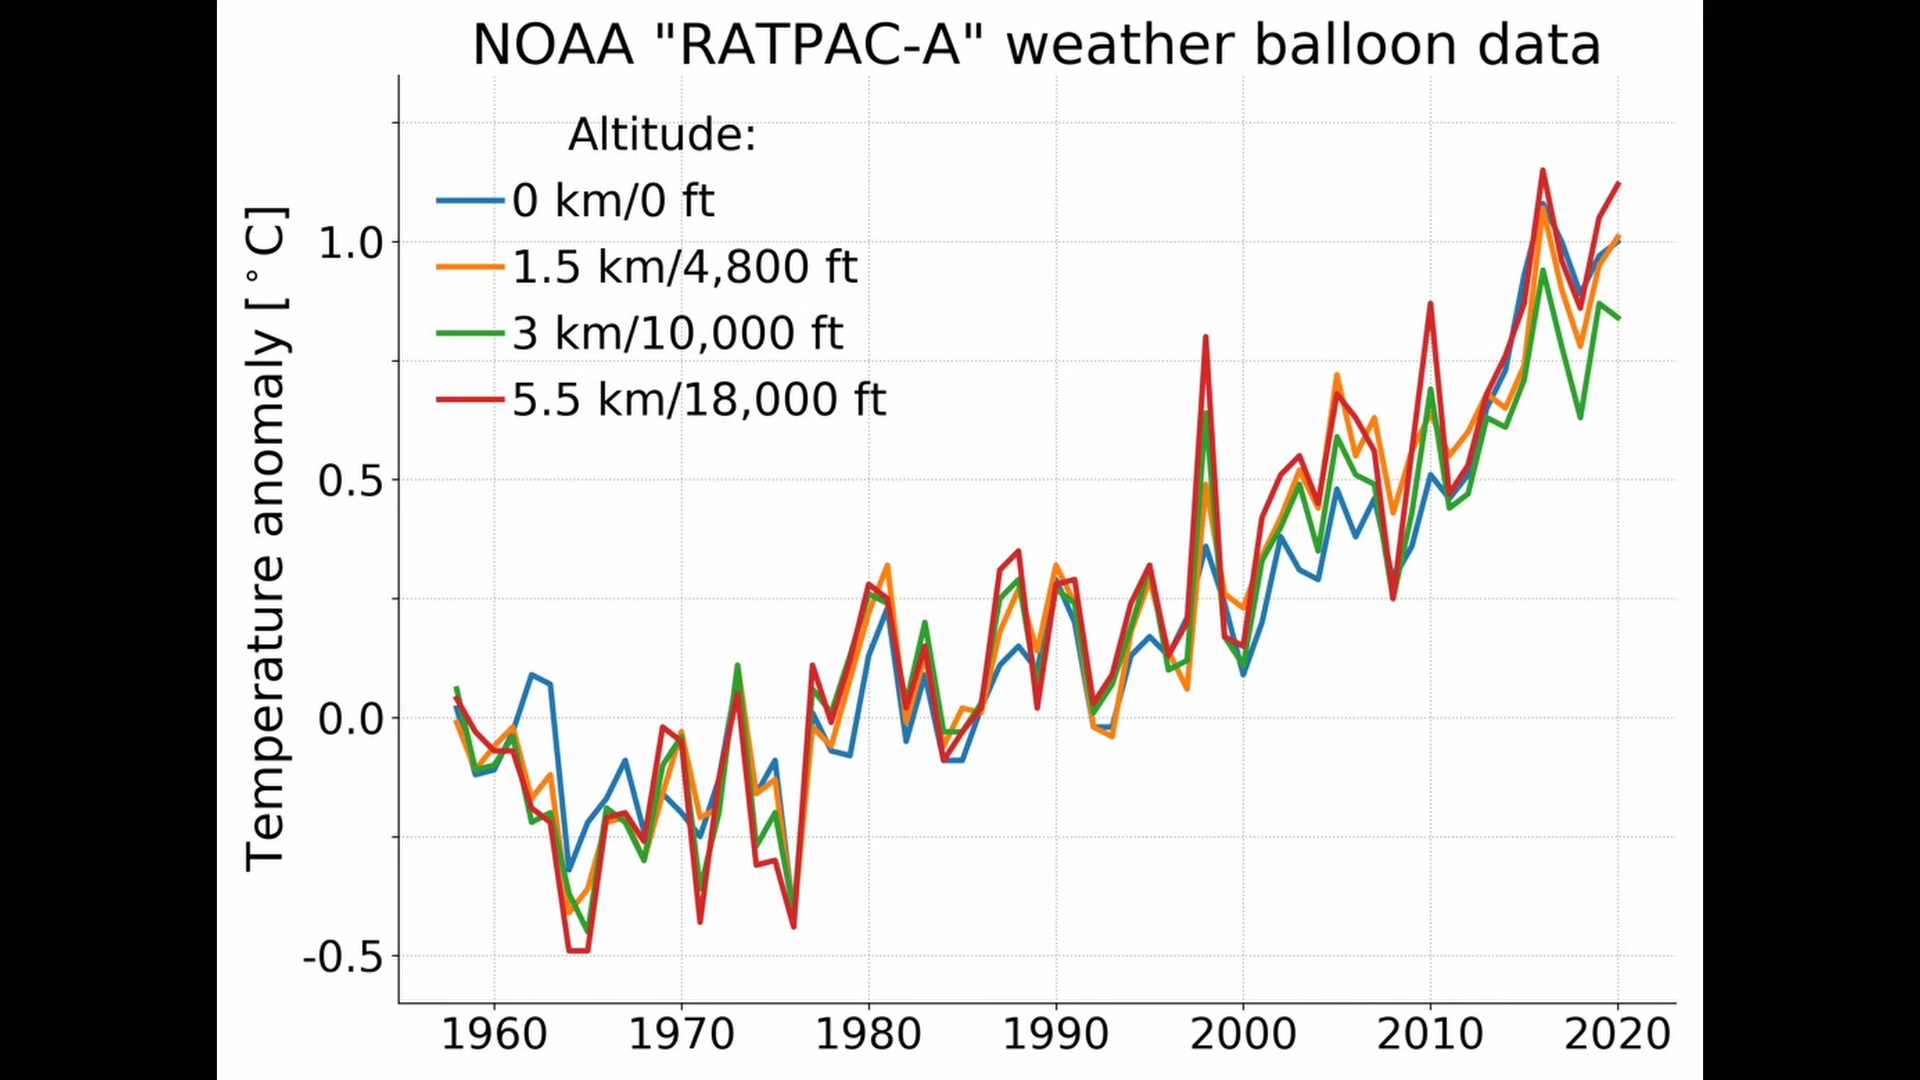 NOAA "RATPAC-A" weather balloon data
Altitude:
0 km/0 ft
1.5 km/4,800 ft
3 km/10,000 ft
5.5 km/18,000 ft
Temperature anomaly [°C]
1.0
0.5
0.0
-0.5
1960 1970 1980 1990 2000 2010 2020